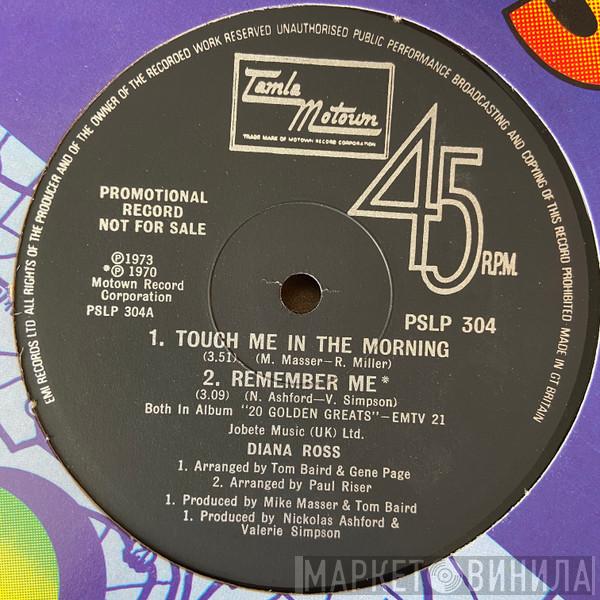 EMI RECORDS LTD ALL RIGHTS OF THE PRODUCER AND OF THE OWNER OF THE RECORDED WORK RESERVED UNAUTHORISED PUBLIC PERFORMANCE BROADCASTING AND COPYING OF THIS RECORD PROHIBITED MADE IN GT BRITAIN
Tamla
Motown
TRADE MARK OF MOTOWN RECORD CORPORATION
45
R.P.M.
PROMOTIONAL
RECORD
NOT FOR SALE
℗1973
*℗ 1970
Motown Record
Corporation
PSLP 304A
PSLP 304
1. TOUCH ME IN THE MORNING
(3.51) (M. Masser—R. Miller)
2. REMEMBER ME*
(3.09) (N. Ashford—V. Simpson)
Both In Album "20 GOLDEN GREATS"—EMTV 21
Jobete Music (UK) Ltd.
DIANA ROSS
1. Arranged by Tom Baird & Gene Page
2. Arranged by Paul Riser
1. Produced by Mike Masser & Tom Baird
1. Produced by Nickolas Ashford &
Valerie Simpson
МАРКЕТ ВИНИЛА